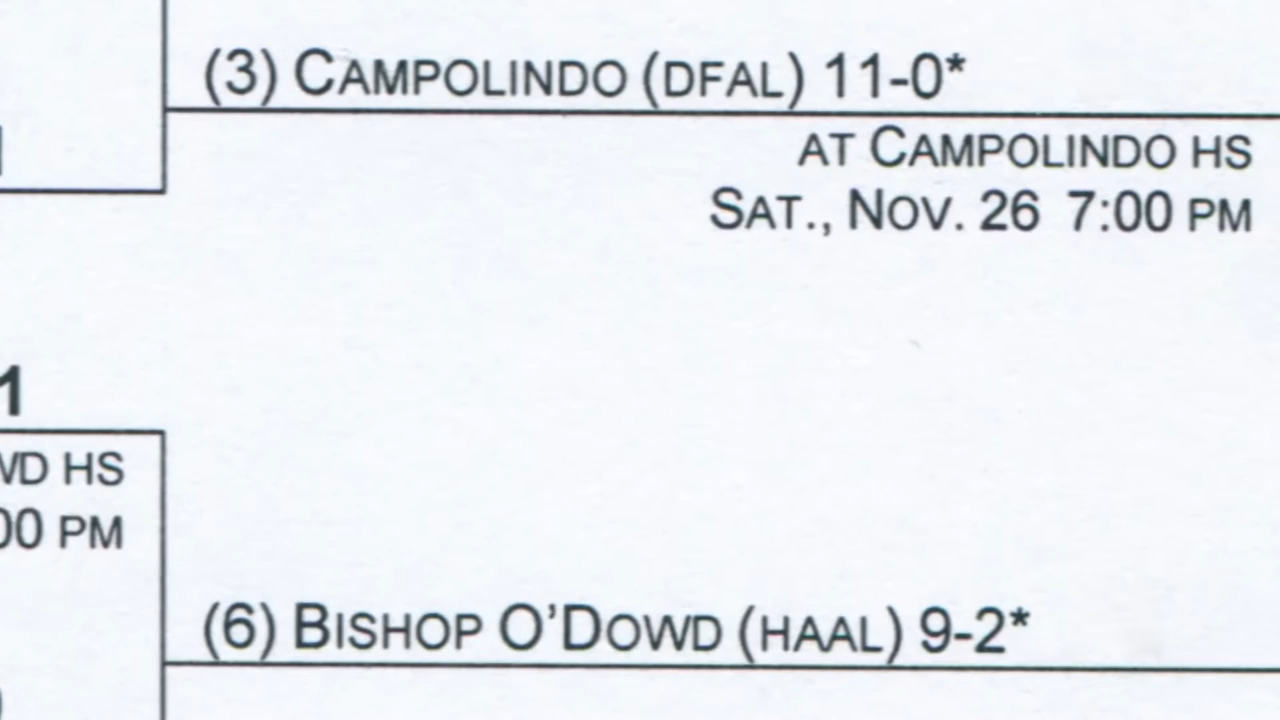 (3) CAMPOLINDO (DFAL) 11-0*
AT CAMPOLINDO HS
SAT., NOV. 26 7:00 PM
1
HS
00 PM
(6) BISHOP O'DOWD (HAAL) 9-2*